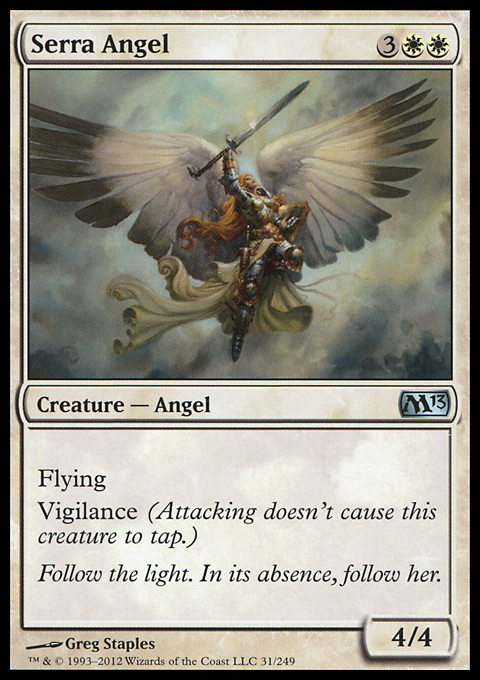 Serra Angel 3
Creature — Angel M13
Flying
Vigilance (Attacking doesn't cause this
creature to tap.)
Follow the light. In its absence, follow her.
4/4
Greg Staples
™ & © 1993–2012 Wizards of the Coast LLC 31/249